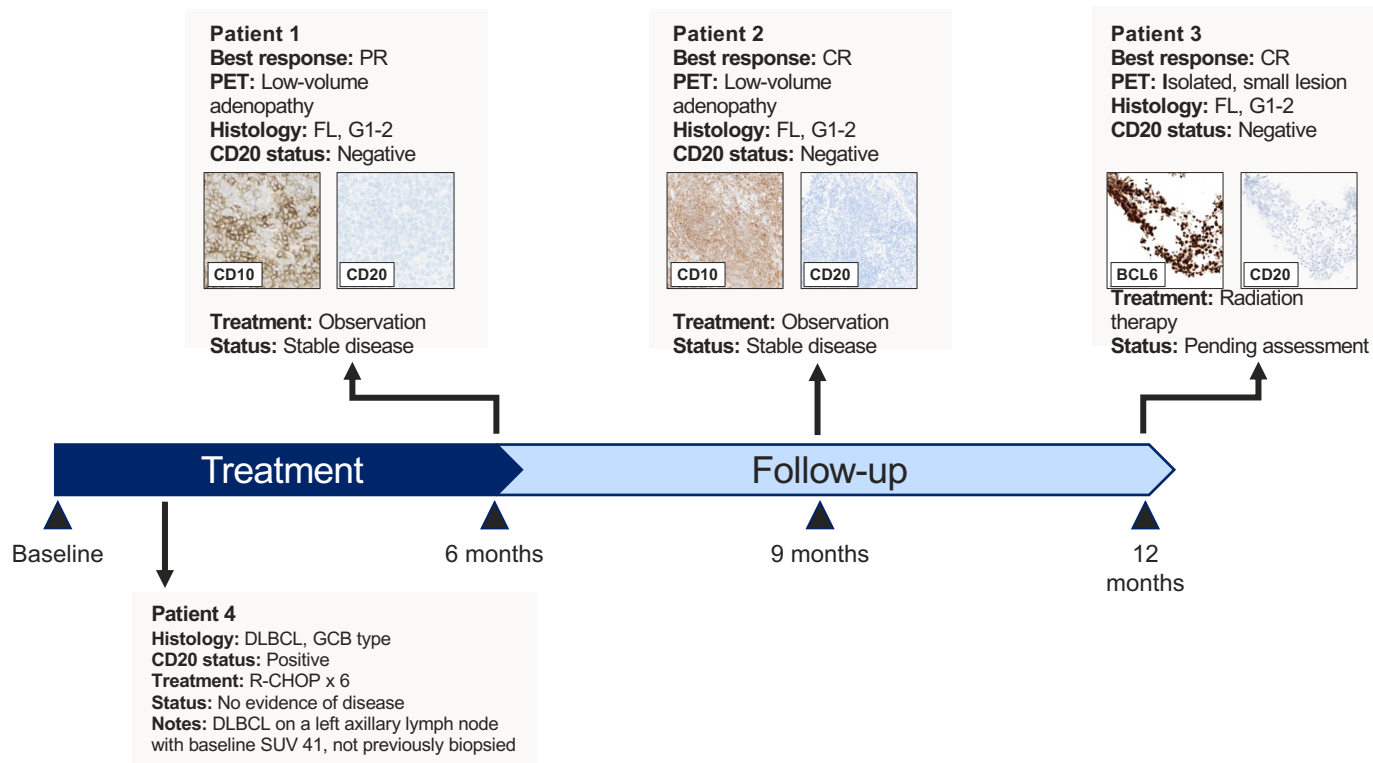 Patient 1
Best response: PR
PET: Low-volume
adenopathy
Histology: FL, G1-2
CD20 status: Negative
CD10
CD20
Treatment: Observation
Status: Stable disease
Patient 2
Best response: CR
PET: Low-volume
adenopathy
Histology: FL, G1-2
CD20 status: Negative
CD10
CD20
Treatment: Observation
Status: Stable disease
Patient 3
Best response: CR
PET: Isolated, small lesion
Histology: FL, G1-2
CD20 status: Negative
BCL6
CD20
Treatment: Radiation
therapy
Status: Pending assessment
Treatment
Follow-up
Baseline
6 months
9 months
12
months
Patient 4
Histology: DLBCL, GCB type
CD20 status: Positive
Treatment: R-CHOP x 6
Status: No evidence of disease
Notes: DLBCL on a left axillary lymph node
with baseline SUV 41, not previously biopsied